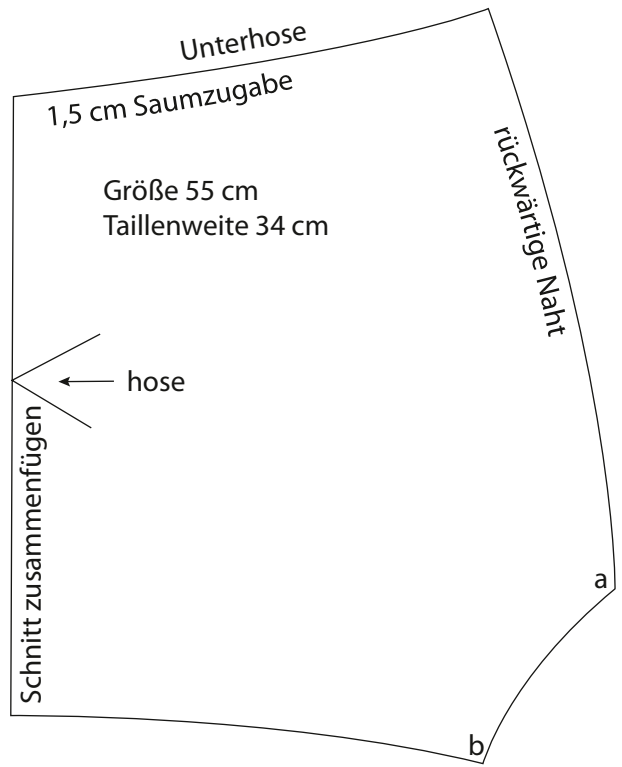 Unterhose
1,5 cm Saumzugabe
rückwärtige Naht
Größe 55 cm
Taillenweite 34 cm
hose
Schnitt zusammenfügen
a
b